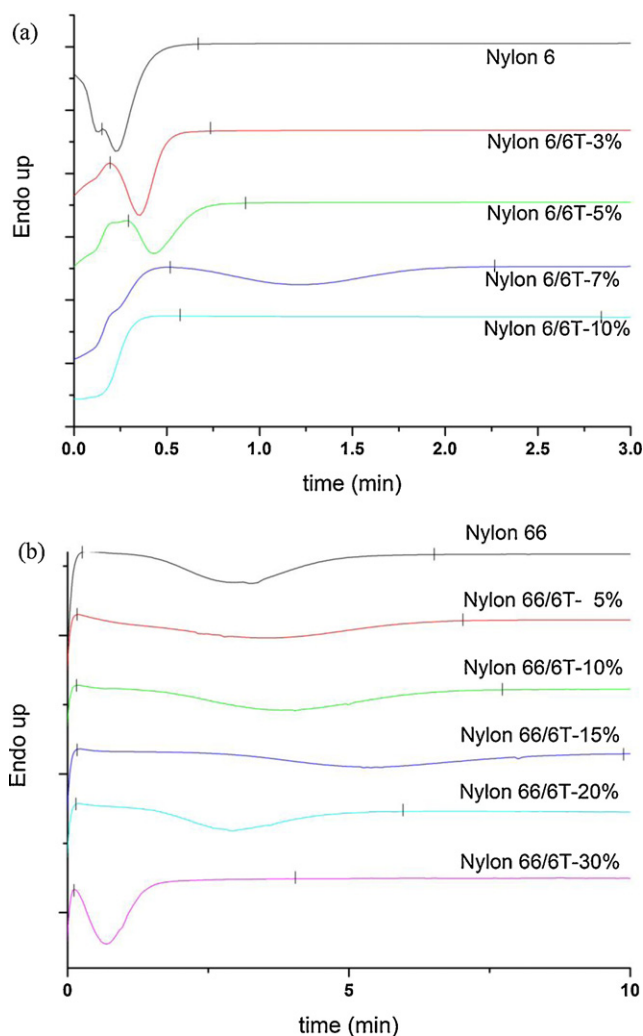 (a)
Nylon 6
Nylon 6/6T-3%
Nylon 6/6T-5%
Nylon 6/6T-7%
Nylon 6/6T-10%
Endo up
0.0 0.5 1.0 1.5 2.0 2.5 3.0
time (min)
(b)
Nylon 66
Nylon 66/6T- 5%
Nylon 66/6T-10%
Nylon 66/6T-15%
Nylon 66/6T-20%
Nylon 66/6T-30%
Endo up
0 5 10
time (min)